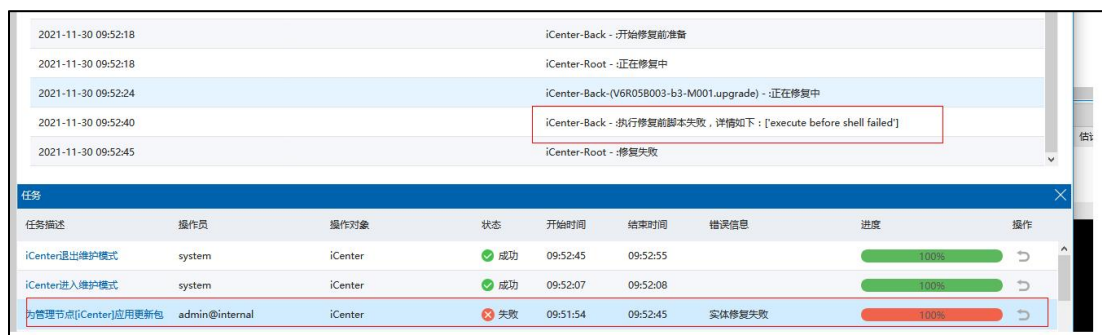 2021-11-30 09:52:18 iCenter-Back - :开始修复前准备
2021-11-30 09:52:18 iCenter-Root - :正在修复中
2021-11-30 09:52:24 iCenter-Back-(V6R05B003-b3-M001.upgrade) - :正在修复中
2021-11-30 09:52:40 iCenter-Back - :执行修复前脚本失败，详情如下：['execute before shell failed']
2021-11-30 09:52:45 iCenter-Root - :修复失败
估计
任务
任务描述 操作员 操作对象 状态 开始时间 结束时间 错误信息 进度 操作
iCenter退出维护模式 system iCenter 成功 09:52:45 09:52:55 100%
iCenter进入维护模式 system iCenter 成功 09:52:07 09:52:08 100%
为管理节点[iCenter]应用更新包 admin@internal iCenter 失败 09:51:54 09:52:45 实体修复失败 100%